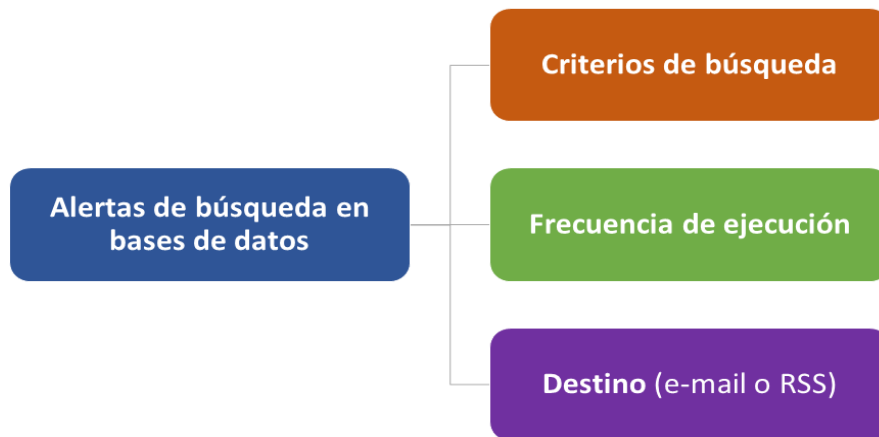 Criterios de búsqueda
Alertas de búsqueda en
bases de datos
Frecuencia de ejecución
Destino (e-mail o RSS)